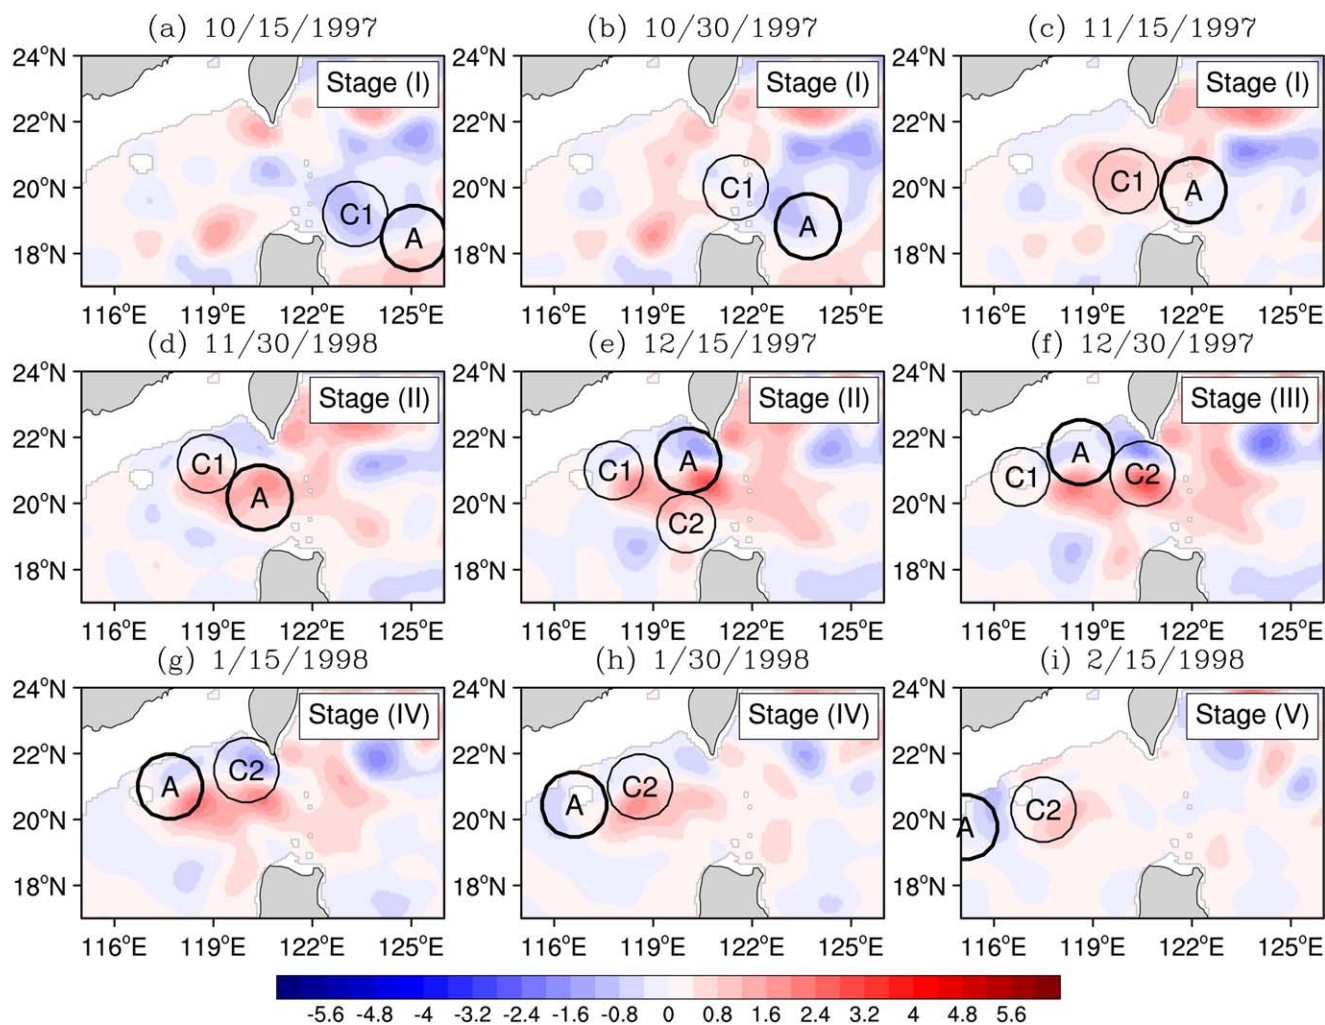 (a) 10/15/1997 (b) 10/30/1997 (c) 11/15/1997
24°N 24°N 24°N
Stage (I) Stage (I) Stage (I)
22°N 22°N 22°N
20°N C1 20°N C1 20°N C1 A
18°N A 18°N A 18°N
116°E 119°E 122°E 125°E 116°E 119°E 122°E 125°E 116°E 119°E 122°E 125°E
(d) 11/30/1998 (e) 12/15/1997 (f) 12/30/1997
24°N 24°N 24°N
Stage (II) Stage (II) Stage (III)
22°N C1 22°N C1 A 22°N C1 A C2
20°N A 20°N C2 20°N
18°N 18°N 18°N
116°E 119°E 122°E 125°E 116°E 119°E 122°E 125°E 116°E 119°E 122°E 125°E
(g) 1/15/1998 (h) 1/30/1998 (i) 2/15/1998
24°N 24°N 24°N
Stage (IV) Stage (IV) Stage (V)
22°N A C2 22°N C2 22°N
20°N 20°N A 20°N A C2
18°N 18°N 18°N
116°E 119°E 122°E 125°E 116°E 119°E 122°E 125°E 116°E 119°E 122°E 125°E
-5.6 -4.8 -4 -3.2 -2.4 -1.6 -0.8 0 0.8 1.6 2.4 3.2 4 4.8 5.6